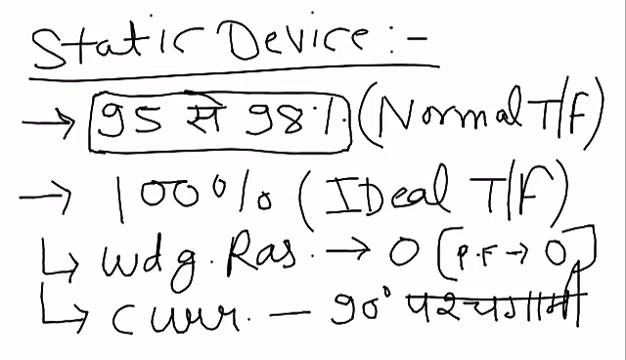 Static Device :-
→ 95 से 98% (Normal T/F)
→ 100% (IDeal T/F)
↳ wdg. Ras. → 0 [P.F → 0]
↳ Curr. — 90° पश्चगामी